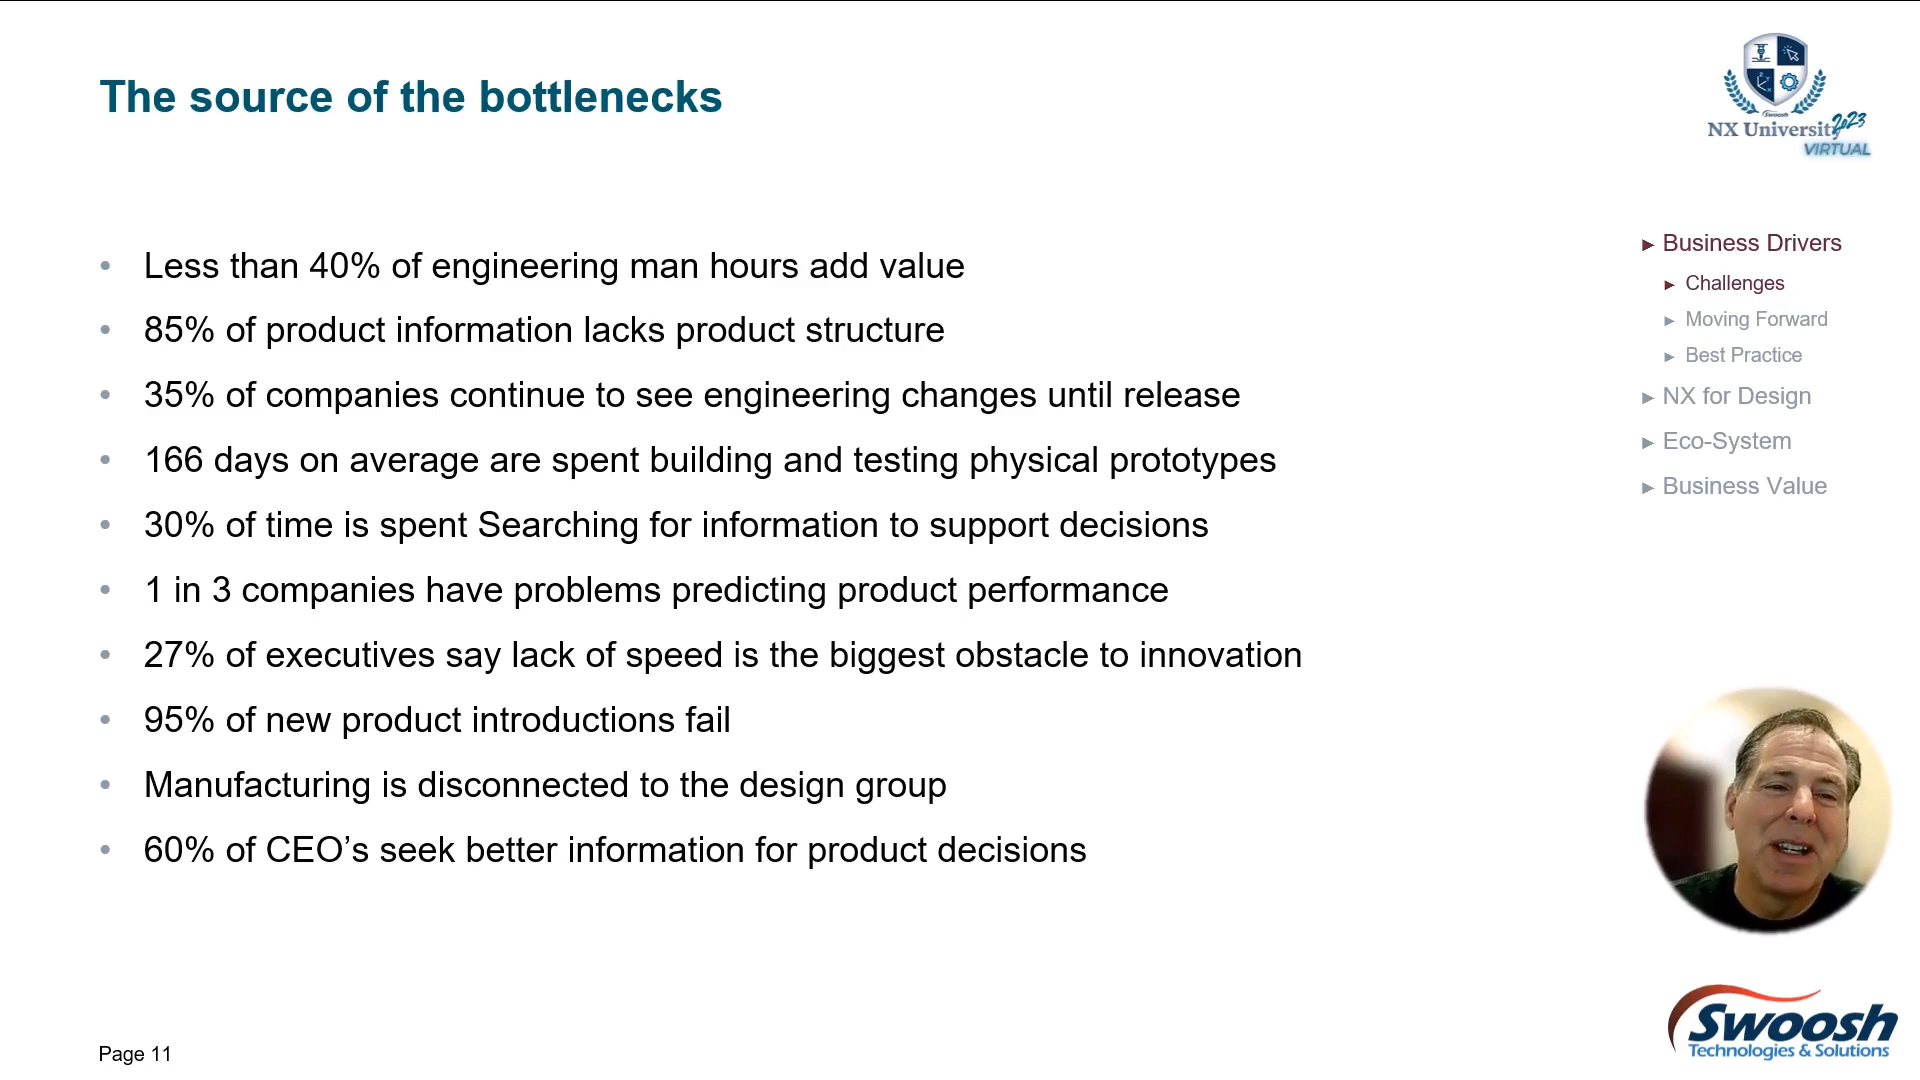 The source of the bottlenecks
Swoosh
NX University
2023
VIRTUAL
• Less than 40% of engineering man hours add value
• 85% of product information lacks product structure
• 35% of companies continue to see engineering changes until release
• 166 days on average are spent building and testing physical prototypes
• 30% of time is spent Searching for information to support decisions
• 1 in 3 companies have problems predicting product performance
• 27% of executives say lack of speed is the biggest obstacle to innovation
• 95% of new product introductions fail
• Manufacturing is disconnected to the design group
• 60% of CEO’s seek better information for product decisions
► Business Drivers
► Challenges
► Moving Forward
► Best Practice
► NX for Design
► Eco-System
► Business Value
Swoosh
Technologies & Solutions
Page 11